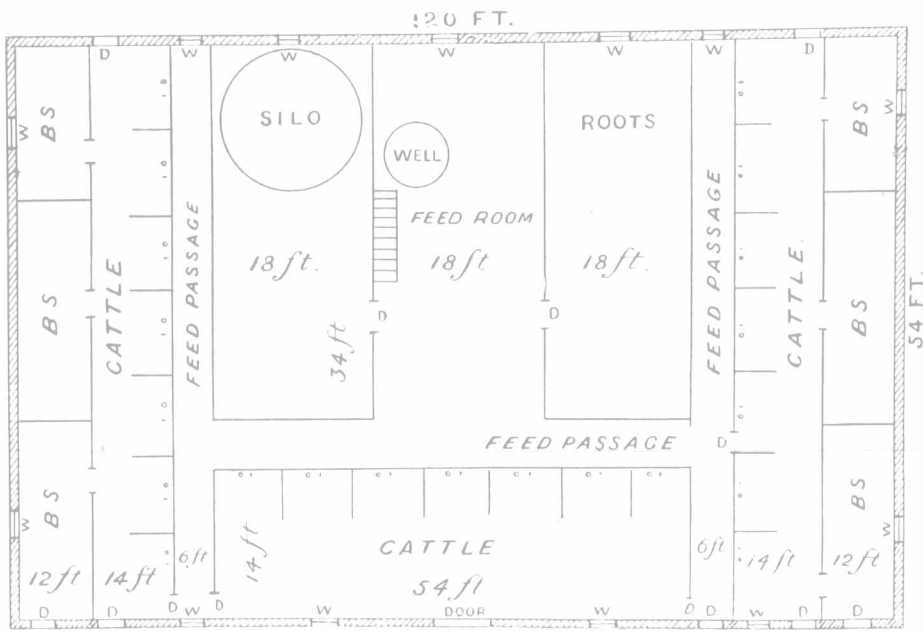 120 FT.
D W W W W W D
BS
W
SILO
WELL
ROOTS
BS
W
FEED PASSAGE
FEED ROOM
FEED PASSAGE
CATTLE
18 ft.
18 ft
18 ft.
CATTLE
54 FT.
BS
D
D
BS
34 ft
FEED PASSAGE
D
BS
W
BS
W
14 ft
CATTLE
12 ft
14 ft
6 ft
54 ft
6 ft
14 ft
12 ft
D D D W D W DOOR W D D W D D